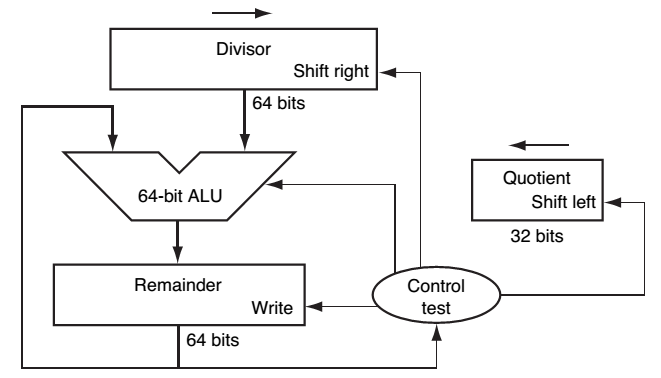 Divisor
Shift right
64 bits
64-bit ALU
Quotient
Shift left
32 bits
Remainder
Write
Control
test
64 bits